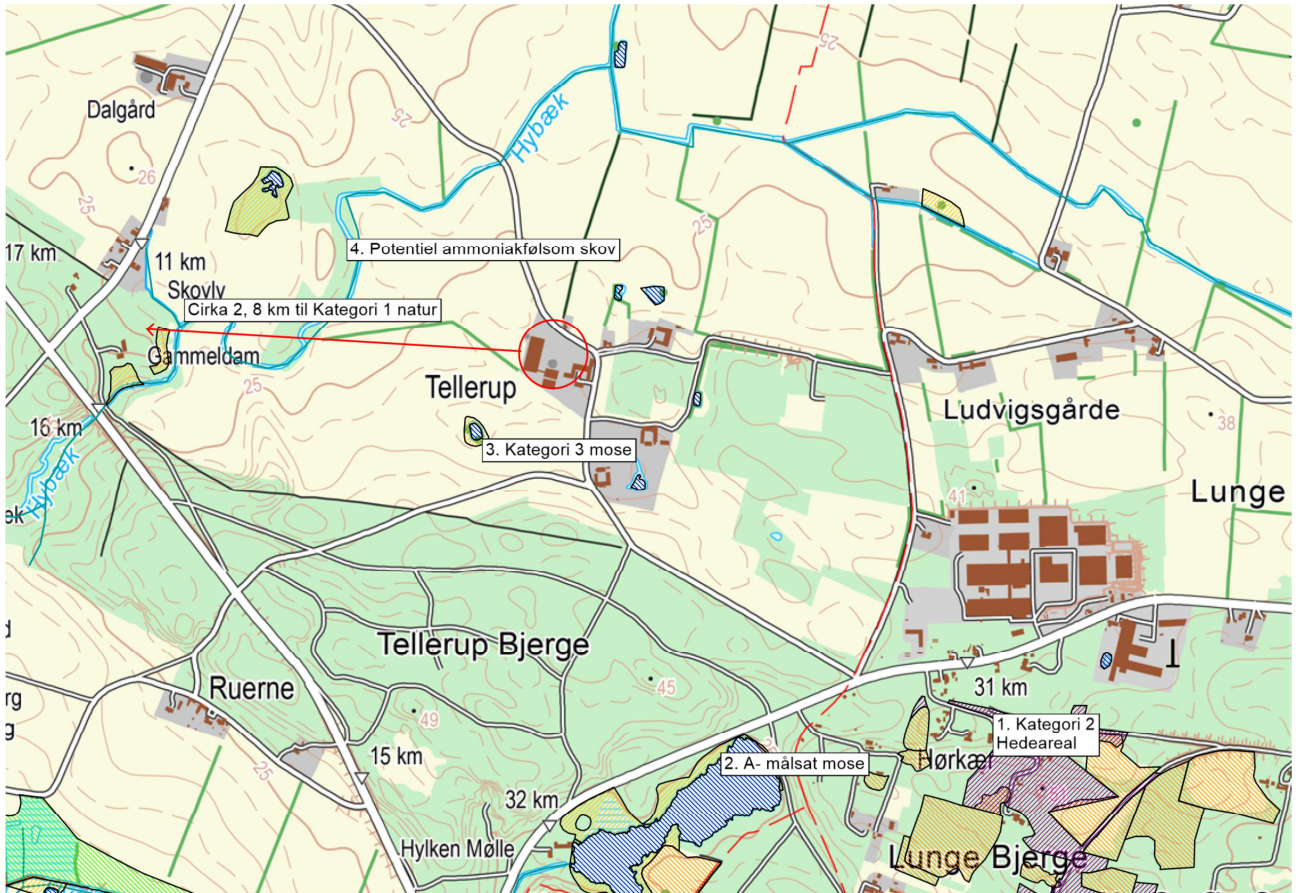 25
Dalgård
Hybæk
25
26
25
25
17 km
4. Potentiel ammoniakfølsom skov
11 km
Skovly
Cirka 2, 8 km til Kategori 1 natur
Gammeldam
25
Tellerup
Ludvigsgårde
38
16 km
3. Kategori 3 mose
Hybæk
ek
41
Lunge
Tellerup Bjerge
45
Ruerne
49
31 km
rg
g
1. Kategori 2
Hedeareal
15 km
2. A- målsat mose
Hørkær
25
32 km
Hylken Mølle
Lunge Bjerge